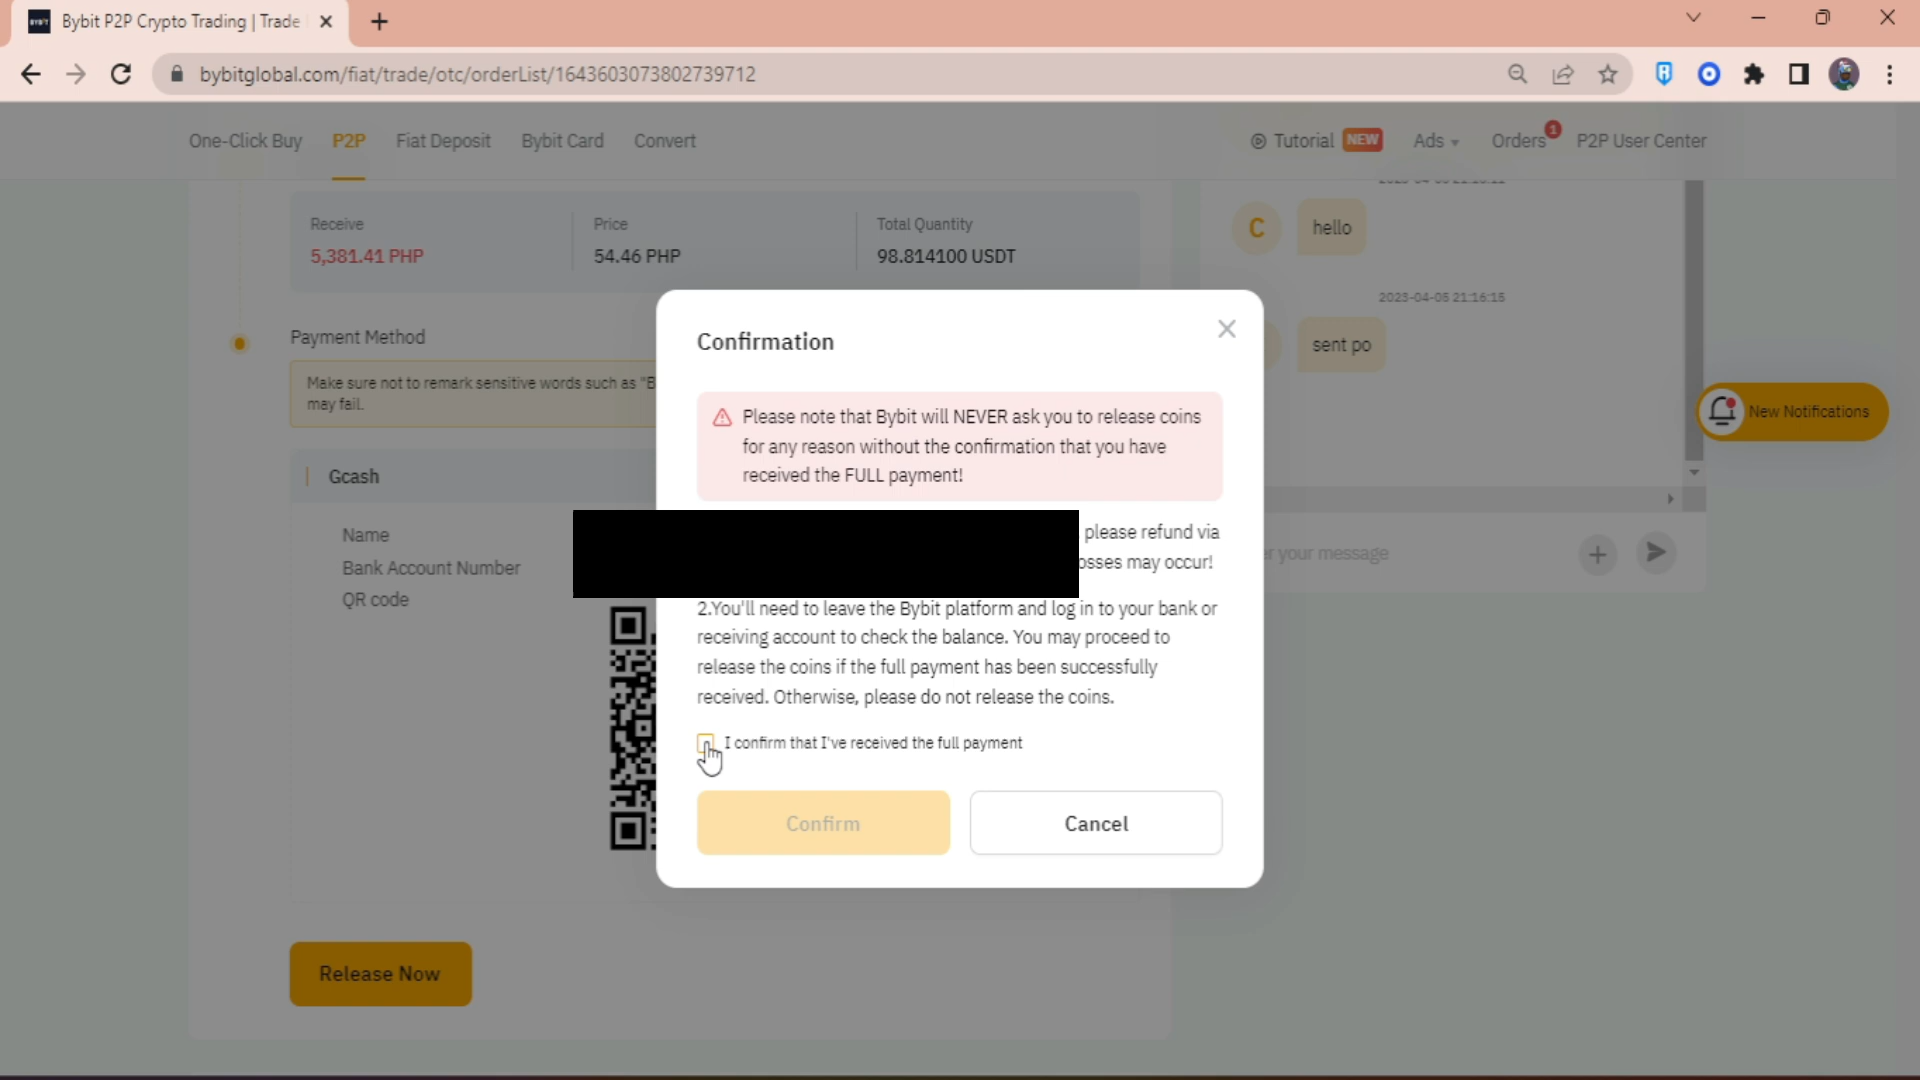 Bybit P2P Crypto Trading | Trade
bybitglobal.com/fiat/trade/otc/orderList/1643603073802739712
One-Click Buy P2P Fiat Deposit Bybit Card Convert
Tutorial NEW Ads Orders 1 P2P User Center
Receive Price Total Quantity
5,381.41 PHP 54.46 PHP 98.814100 USDT
C hello
2023-04-05 21:16:15
sent po
New Notifications
Payment Method
Make sure not to remark sensitive words such as "B
may fail.
Gcash
Name
Bank Account Number
QR code
Confirmation
Please note that Bybit will NEVER ask you to release coins
for any reason without the confirmation that you have
received the FULL payment!
please refund via
osses may occur!
2.You'll need to leave the Bybit platform and log in to your bank or
receiving account to check the balance. You may proceed to
release the coins if the full payment has been successfully
received. Otherwise, please do not release the coins.
I confirm that I've received the full payment
Confirm Cancel
er your message
Release Now